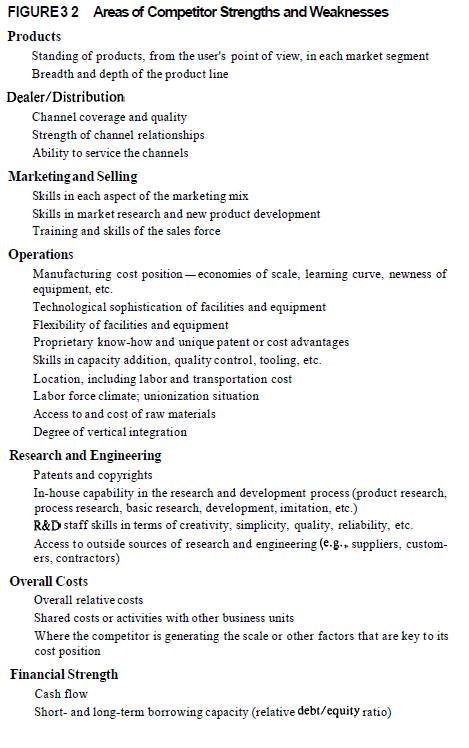 FIGURE 3 2 Areas of Competitor Strengths and Weaknesses
Products
Standing of products, from the user's point of view, in each market segment
Breadth and depth of the product line
Dealer/Distribution
Channel coverage and quality
Strength of channel relationships
Ability to service the channels
Marketing and Selling
Skills in each aspect of the marketing mix
Skills in market research and new product development
Training and skills of the sales force
Operations
Manufacturing cost position—economies of scale, learning curve, newness of
equipment, etc.
Technological sophistication of facilities and equipment
Flexibility of facilities and equipment
Proprietary know-how and unique patent or cost advantages
Skills in capacity addition, quality control, tooling, etc.
Location, including labor and transportation cost
Labor force climate; unionization situation
Access to and cost of raw materials
Degree of vertical integration
Research and Engineering
Patents and copyrights
In-house capability in the research and development process (product research,
process research, basic research, development, imitation, etc.)
R&D staff skills in terms of creativity, simplicity, quality, reliability, etc.
Access to outside sources of research and engineering (e.g., suppliers, custom-
ers, contractors)
Overall Costs
Overall relative costs
Shared costs or activities with other business units
Where the competitor is generating the scale or other factors that are key to its
cost position
Financial Strength
Cash flow
Short- and long-term borrowing capacity (relative debt/equity ratio)